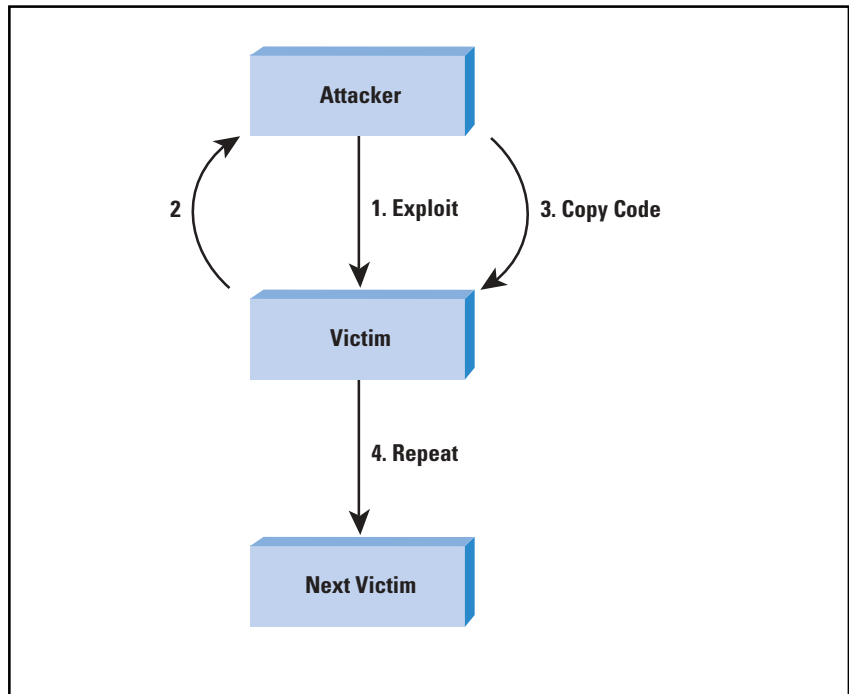 Attacker
2
1. Exploit
3. Copy Code
Victim
4. Repeat
Next Victim